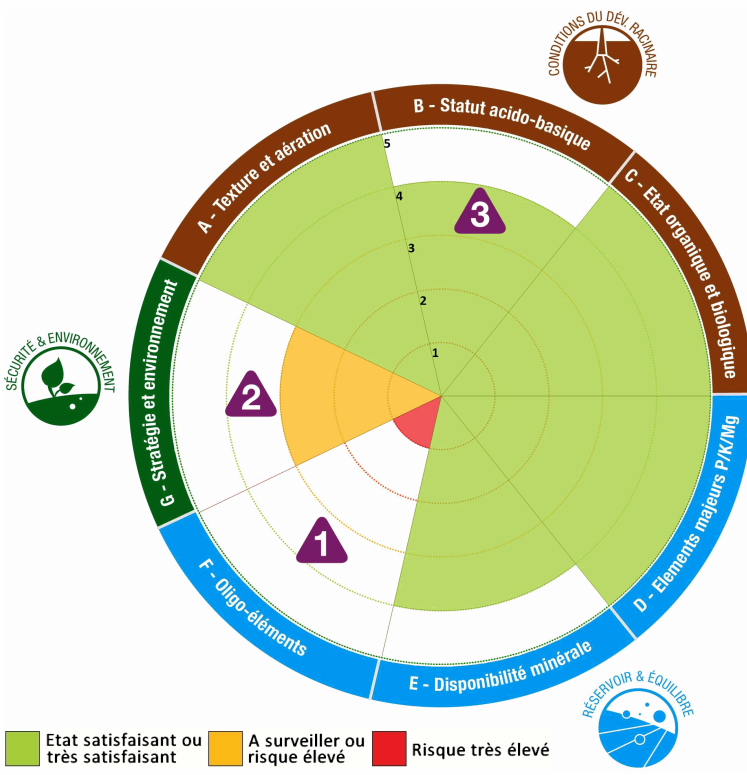 CONDITIONS DU DÉV. RACINAIRE
B - Statut acido-basique
A - Texture et aération
C - Etat organique et biologique
5
4
3
3
2
1
SÉCURITÉ & ENVIRONNEMENT
G - Stratégie et environnement
2
D - Elements majeurs P/K/Mg
1
F - Oligo-éléments
E - Disponibilité minérale
RÉSERVOIR & ÉQUILIBRE
Etat satisfaisant ou
très satisfaisant
A surveiller ou
risque élevé
Risque très élevé